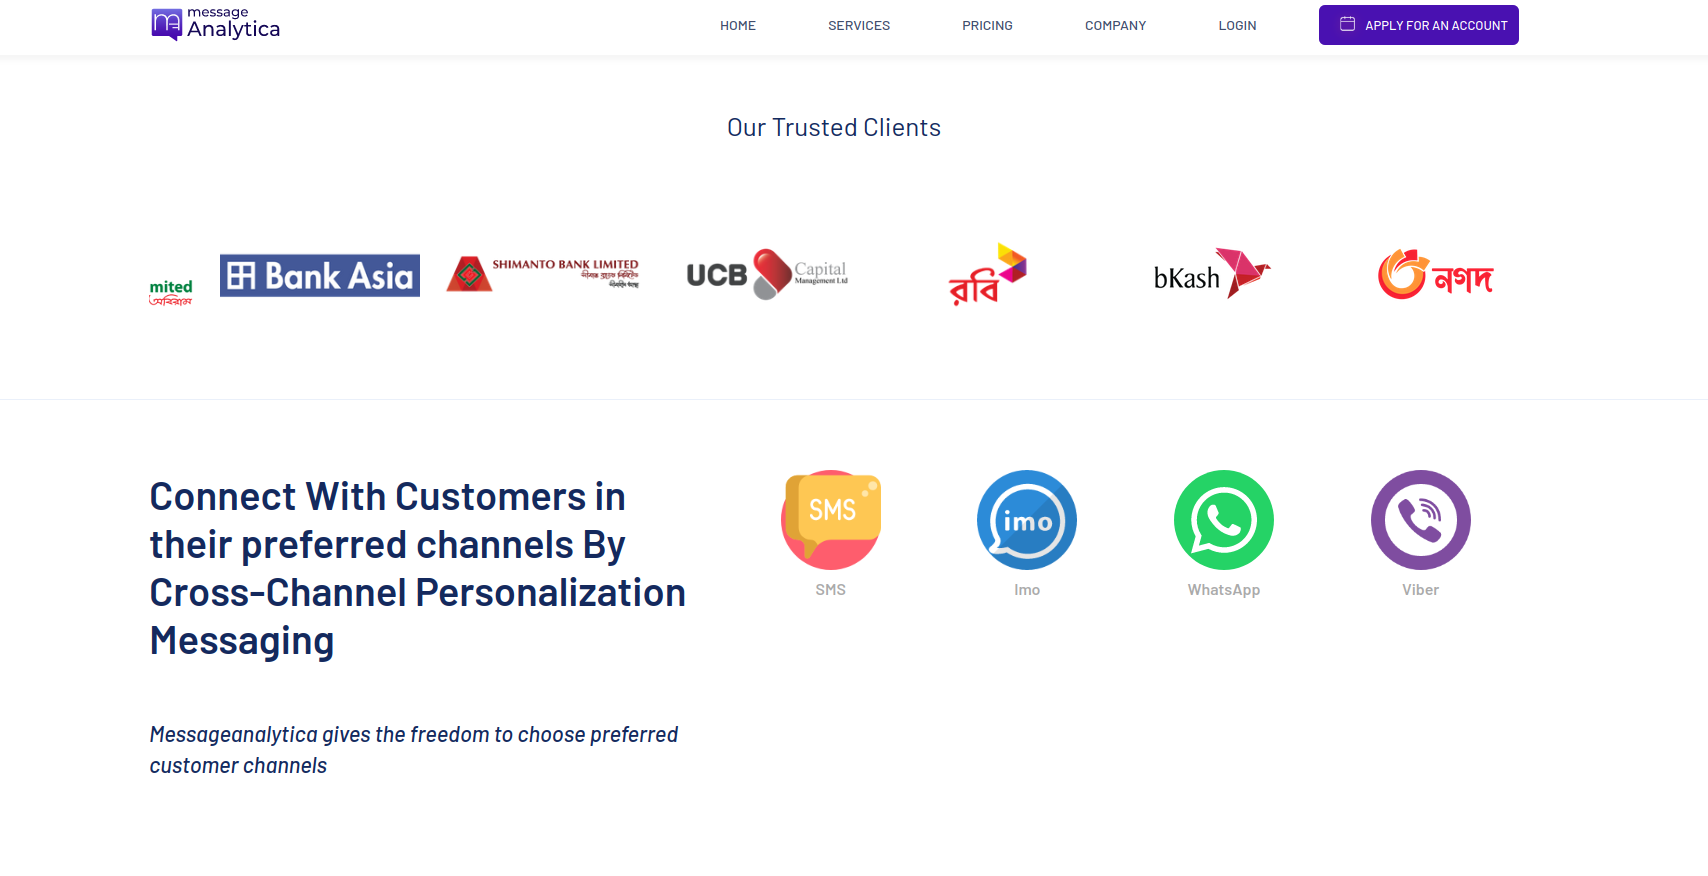 message
Analytica
HOME SERVICES PRICING COMPANY LOGIN APPLY FOR AN ACCOUNT
Our Trusted Clients
mited
অবিরাম
Bank Asia
SHIMANTO BANK LIMITED
UCB Capital
Management Ltd
রবি
bKash
নগদ
Connect With Customers in
their preferred channels By
Cross-Channel Personalization
Messaging
SMS
imo
SMS Imo WhatsApp Viber
Messageanalytica gives the freedom to choose preferred
customer channels